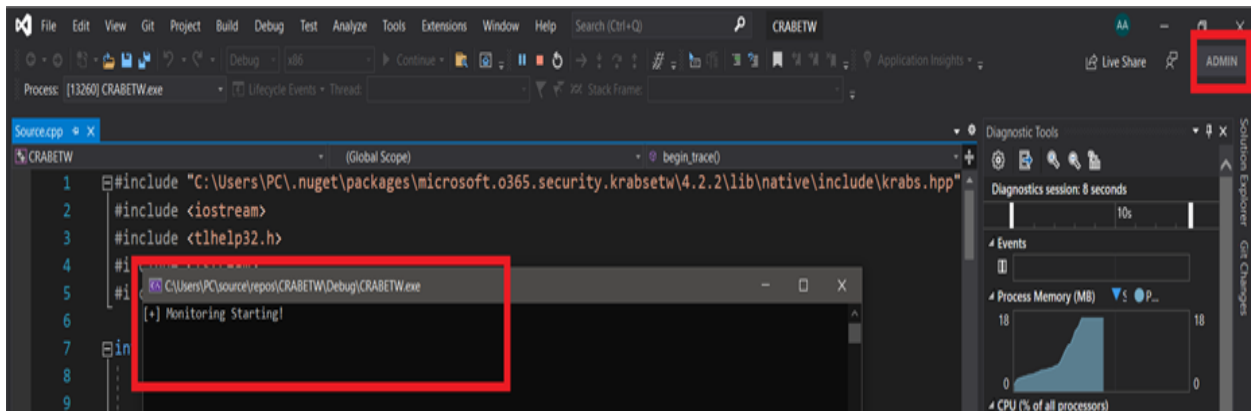 File Edit View Git Project Build Debug Test Analyze Tools Extensions Window Help Search (Ctrl+Q) CRABETW AA
Debug x86 Continue Application Insights Live Share ADMIN
Process: [13260] CRABETW.exe Lifecycle Events Thread: Stack Frame:
Source.cpp
CRABETW (Global Scope) begin_trace()
1 #include "C:\Users\PC\.nuget\packages\microsoft.o365.security.krabsetw\4.2.2\lib\native\include\krabs.hpp"
2 #include <iostream>
3 #include <tlhelp32.h>
4 #i
5 #i
6
7 in
8
9
C:\Users\PC\source\repos\CRABETW\Debug\CRABETW.exe
[+] Monitoring Starting!
Diagnostic Tools
Diagnostics session: 8 seconds
10s
Events
Process Memory (MB) P...
18 18
0 0
CPU (% of all processors)
Solution Explorer
Git Changes